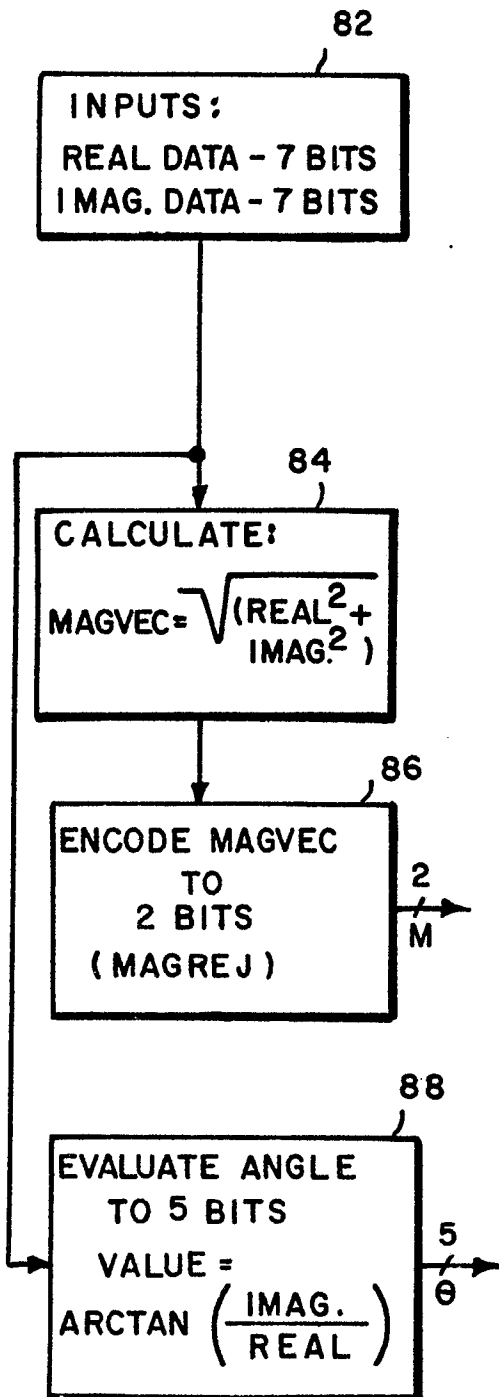 82
INPUTS:
REAL DATA - 7 BITS
IMAG. DATA - 7 BITS
84
CALCULATE:
MAGVEC = √(REAL² +
IMAG.²)
86
ENCODE MAGVEC
TO
2 BITS
(MAGREJ)
2
M
88
EVALUATE ANGLE
TO 5 BITS
VALUE =
ARCTAN (IMAG.
REAL)
5
θ